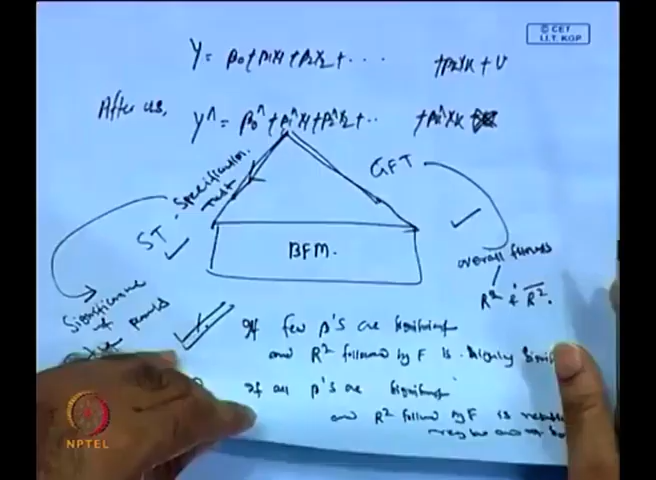 © CET
I.I.T. KGP
Y = β0 + β1X1 + β2X2 + ... + βkXk + U
After us,
Y^ = β0^ + β1^X1 + β2^X2 + .. + βk^Xk
ST - Specification Test
GFT
BFM.
overall fitness
R² & R̄².
Significance of
If few β's are significant
and R² followed by F is highly
If all β's are significant
and R² followed by F is
may be
NPTEL